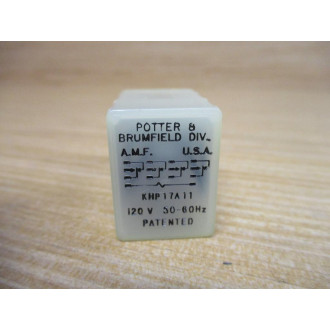 POTTER &
BRUMFIELD DIV.
A.M.F. U.S.A.
KHP17A11
120 V 50-60Hz
PATENTED